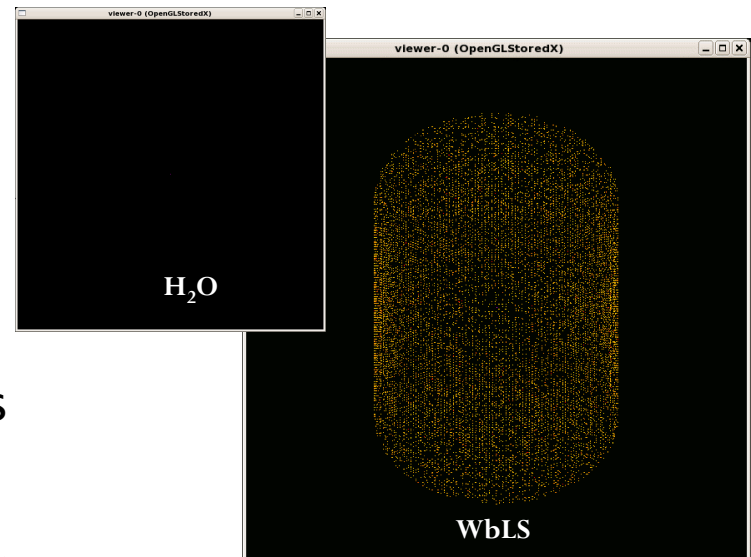 viewer-0 (OpenGLStoredX)
viewer-0 (OpenGLStoredX)
H₂O
s
WbLS